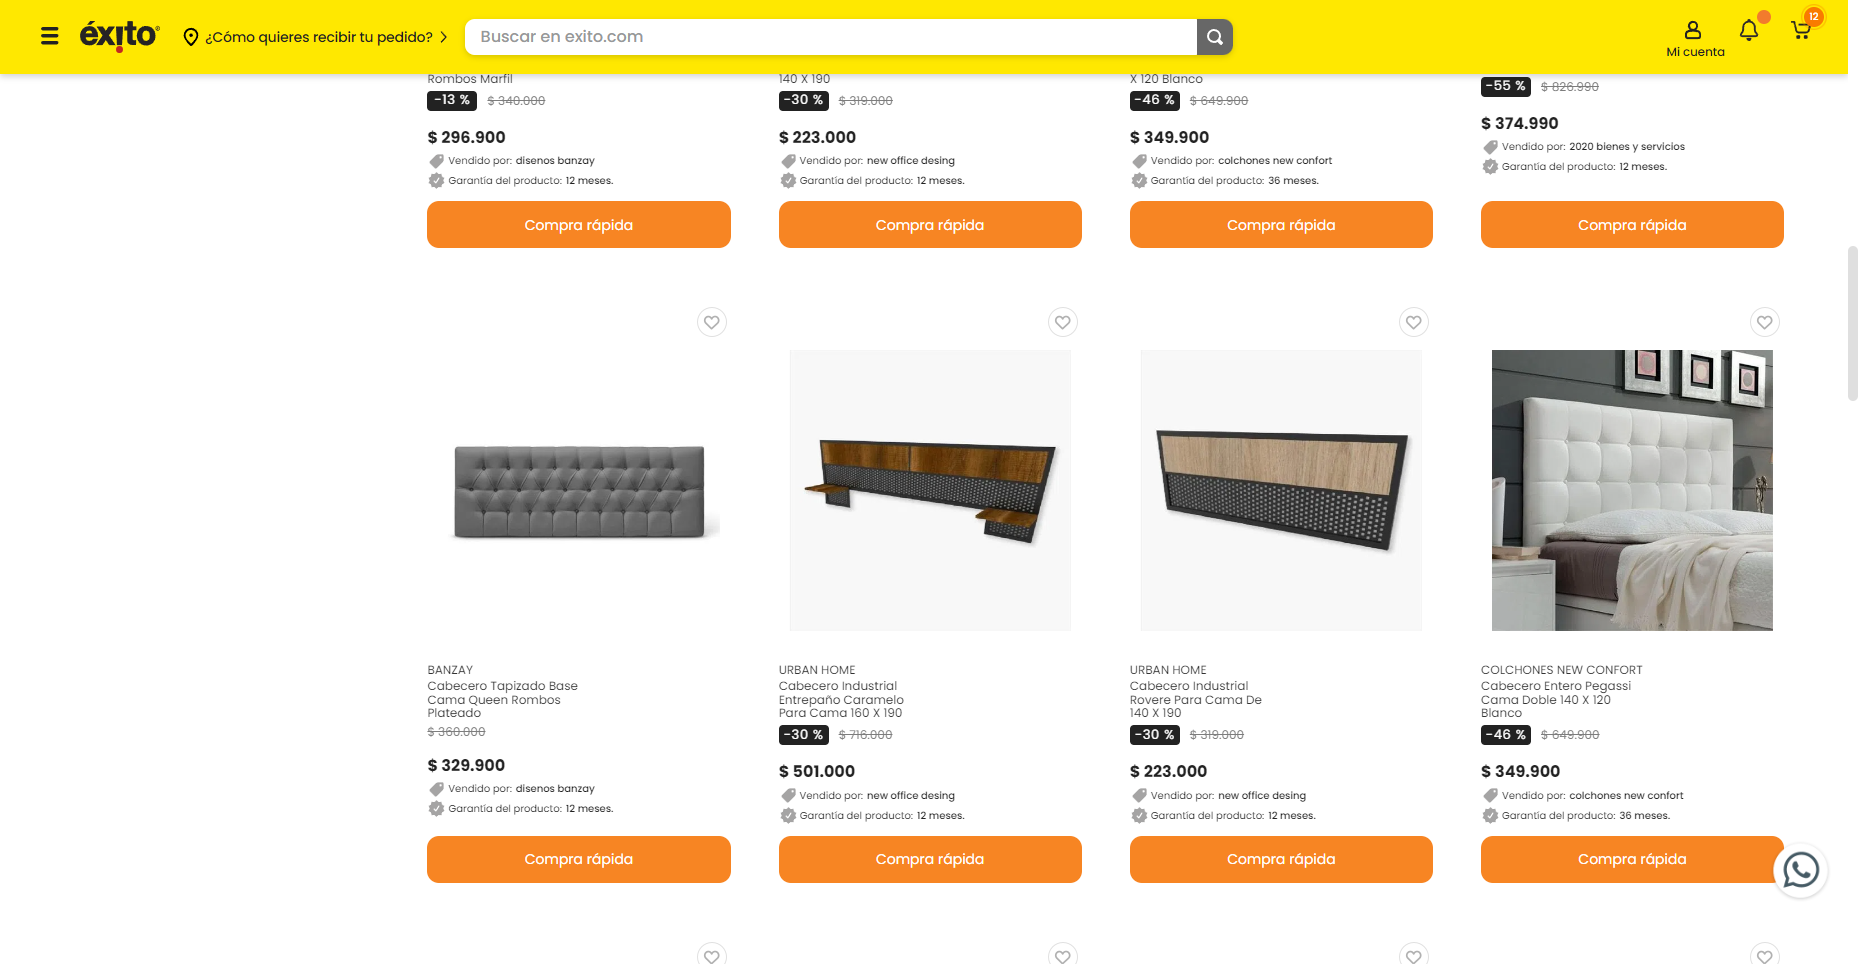 éxito
¿Cómo quieres recibir tu pedido?
Buscar en exito.com
Mi cuenta
12
Rombos Marfil
-13 % $ 340.000
$ 296.900
Vendido por: disenos banzay
Garantía del producto: 12 meses.
Compra rápida
140 X 190
-30 % $ 319.000
$ 223.000
Vendido por: new office desing
Garantía del producto: 12 meses.
Compra rápida
X 120 Blanco
-46 % $ 649.900
$ 349.900
Vendido por: colchones new confort
Garantía del producto: 36 meses.
Compra rápida
-55 % $ 826.990
$ 374.990
Vendido por: 2020 bienes y servicios
Garantía del producto: 12 meses.
Compra rápida
BANZAY
Cabecero Tapizado Base
Cama Queen Rombos
Plateado
$ 360.000
$ 329.900
Vendido por: disenos banzay
Garantía del producto: 12 meses.
Compra rápida
URBAN HOME
Cabecero Industrial
Entrepaño Caramelo
Para Cama 160 X 190
-30 % $ 716.000
$ 501.000
Vendido por: new office desing
Garantía del producto: 12 meses.
Compra rápida
URBAN HOME
Cabecero Industrial
Rovere Para Cama De
140 X 190
-30 % $ 319.000
$ 223.000
Vendido por: new office desing
Garantía del producto: 12 meses.
Compra rápida
COLCHONES NEW CONFORT
Cabecero Entero Pegassi
Cama Doble 140 X 120
Blanco
-46 % $ 649.900
$ 349.900
Vendido por: colchones new confort
Garantía del producto: 36 meses.
Compra rápida